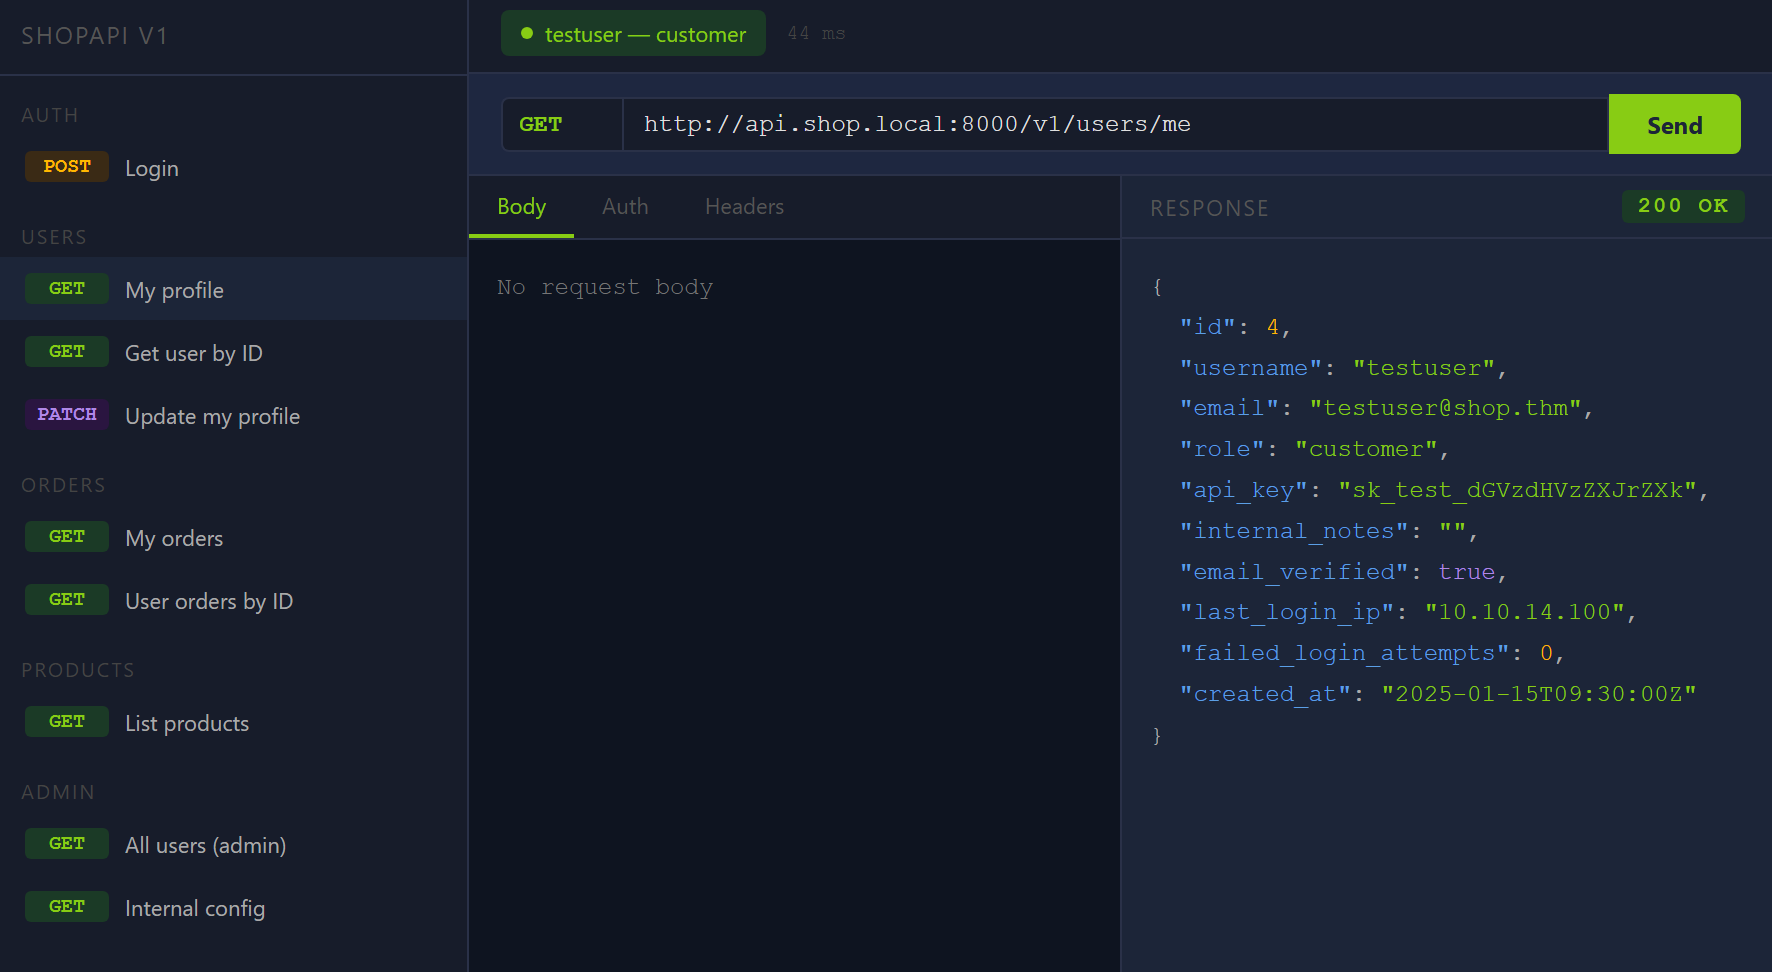 SHOPAPI V1
AUTH
POST Login
USERS
GET My profile
GET Get user by ID
PATCH Update my profile
ORDERS
GET My orders
GET User orders by ID
PRODUCTS
GET List products
ADMIN
GET All users (admin)
GET Internal config
testuser — customer 44 ms
GET http://api.shop.local:8000/v1/users/me Send
Body Auth Headers
No request body
RESPONSE 200 OK
{
"id": 4,
"username": "testuser",
"email": "testuser@shop.thm",
"role": "customer",
"api_key": "sk_test_dGVzdHVzZXJrZXk",
"internal_notes": "",
"email_verified": true,
"last_login_ip": "10.10.14.100",
"failed_login_attempts": 0,
"created_at": "2025-01-15T09:30:00Z"
}